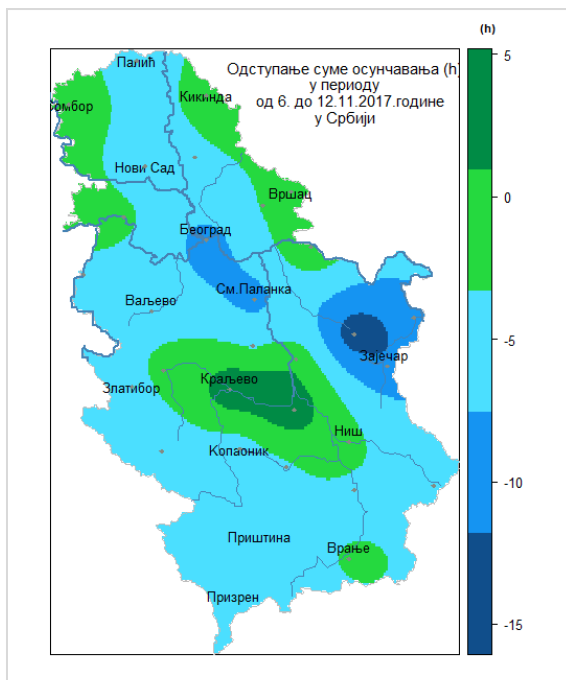 (h)
Палић
Одступање суме осунчавања (h)
у периоду
од 6. до 12.11.2017.године
у Србији
5
Кикинда
омбор
0
Нови Сад
Вршац
Београд
См.Паланка
Ваљево
-5
Зајечар
Краљево
Златибор
Ниш
Копаоник
-10
Приштина
Врање
Призрен
-15